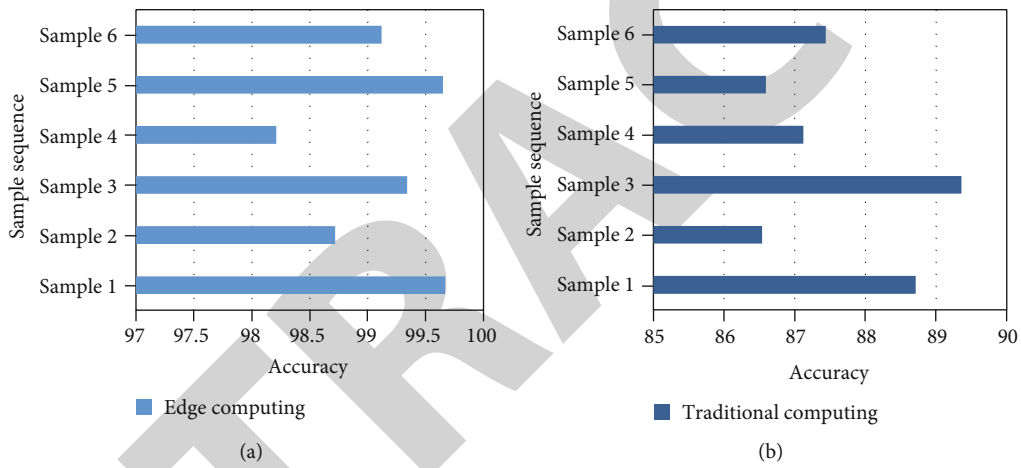 Sample 6
Sample 5
Sample 4
Sample 3
Sample 2
Sample 1
Sample sequence
97 97.5 98 98.5 99 99.5 100
Accuracy
Edge computing
(a)
Sample 6
Sample 5
Sample 4
Sample 3
Sample 2
Sample 1
Sample sequence
85 86 87 88 89 90
Accuracy
Traditional computing
(b)
TRAC